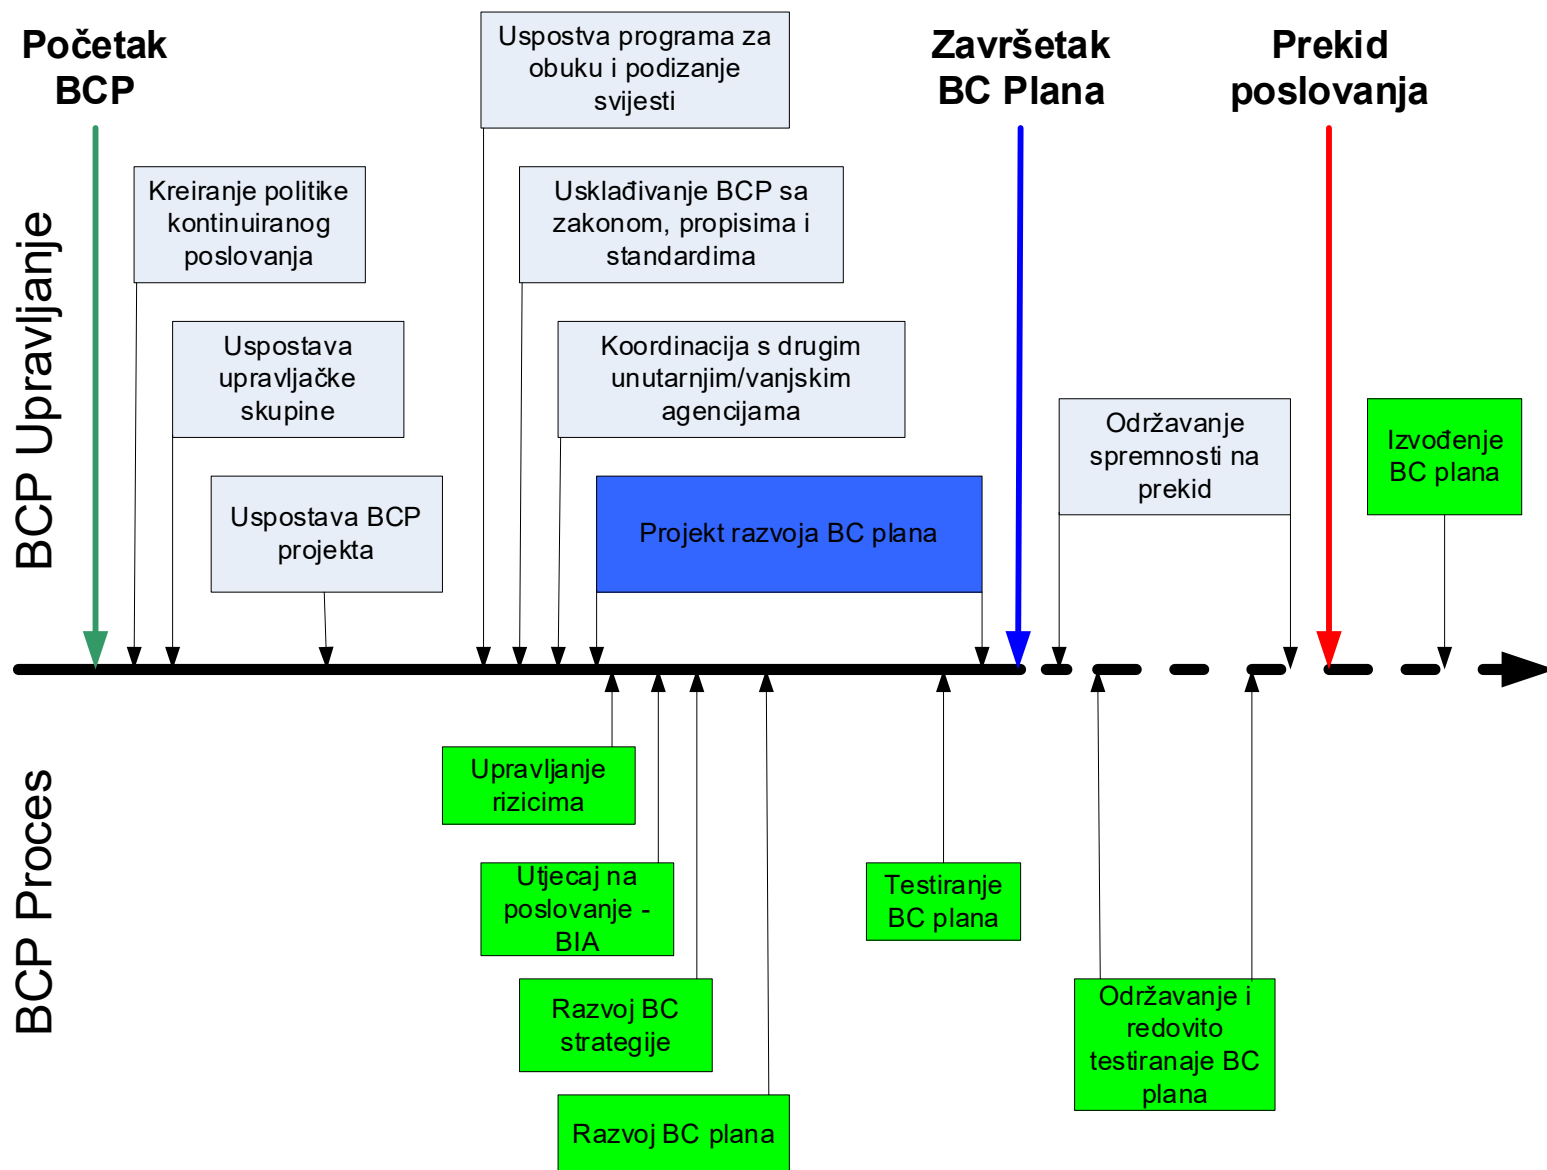 Početak
BCP
Uspostva programa za
obuku i podizanje
svijesti
Završetak
BC Plana
Prekid
poslovanja
BCP Upravljanje
Kreiranje politike
kontinuiranog
poslovanja
Usklađivanje BCP sa
zakonom, propisima i
standardima
Uspostava
upravljačke
skupine
Koordinacija s drugim
unutarnjim/vanjskim
agencijama
Održavanje
spremnosti na
prekid
Izvođenje
BC plana
Uspostava BCP
projekta
Projekt razvoja BC plana
BCP Proces
Upravljanje
rizicima
Utjecaj na
poslovanje -
BIA
Testiranje
BC plana
Razvoj BC
strategije
Održavanje i
redovito
testiranaje BC
plana
Razvoj BC plana